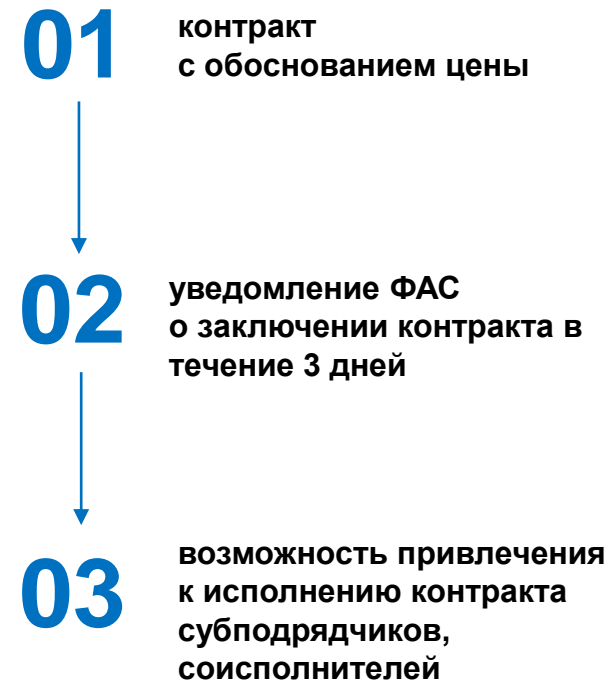 01
контракт
с обоснованием цены
02
уведомление ФАС
о заключении контракта в
течение 3 дней
03
возможность привлечения
к исполнению контракта
субподрядчиков,
соисполнителей